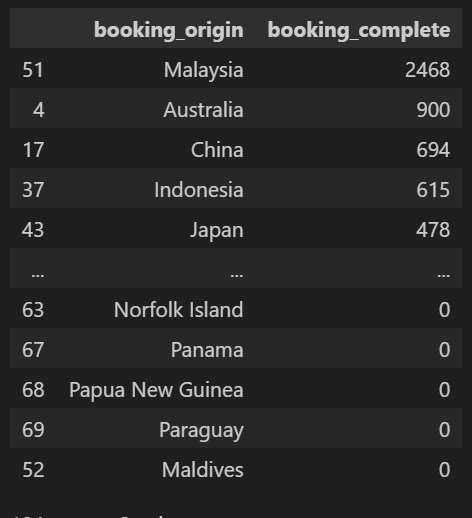 booking_origin booking_complete
51 Malaysia 2468
4 Australia 900
17 China 694
37 Indonesia 615
43 Japan 478
... ... ...
63 Norfolk Island 0
67 Panama 0
68 Papua New Guinea 0
69 Paraguay 0
52 Maldives 0